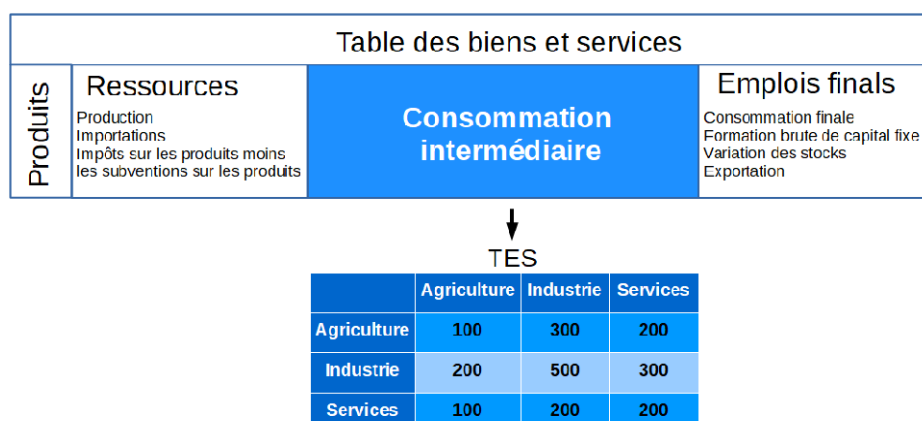 Table des biens et services
Produits
Ressources
Production
Importations
Impôts sur les produits moins
les subventions sur les produits
Consommation
intermédiaire
Emplois finals
Consommation finale
Formation brute de capital fixe
Variation des stocks
Exportation
TES
Agriculture Industrie Services
Agriculture 100 300 200
Industrie 200 500 300
Services 100 200 200